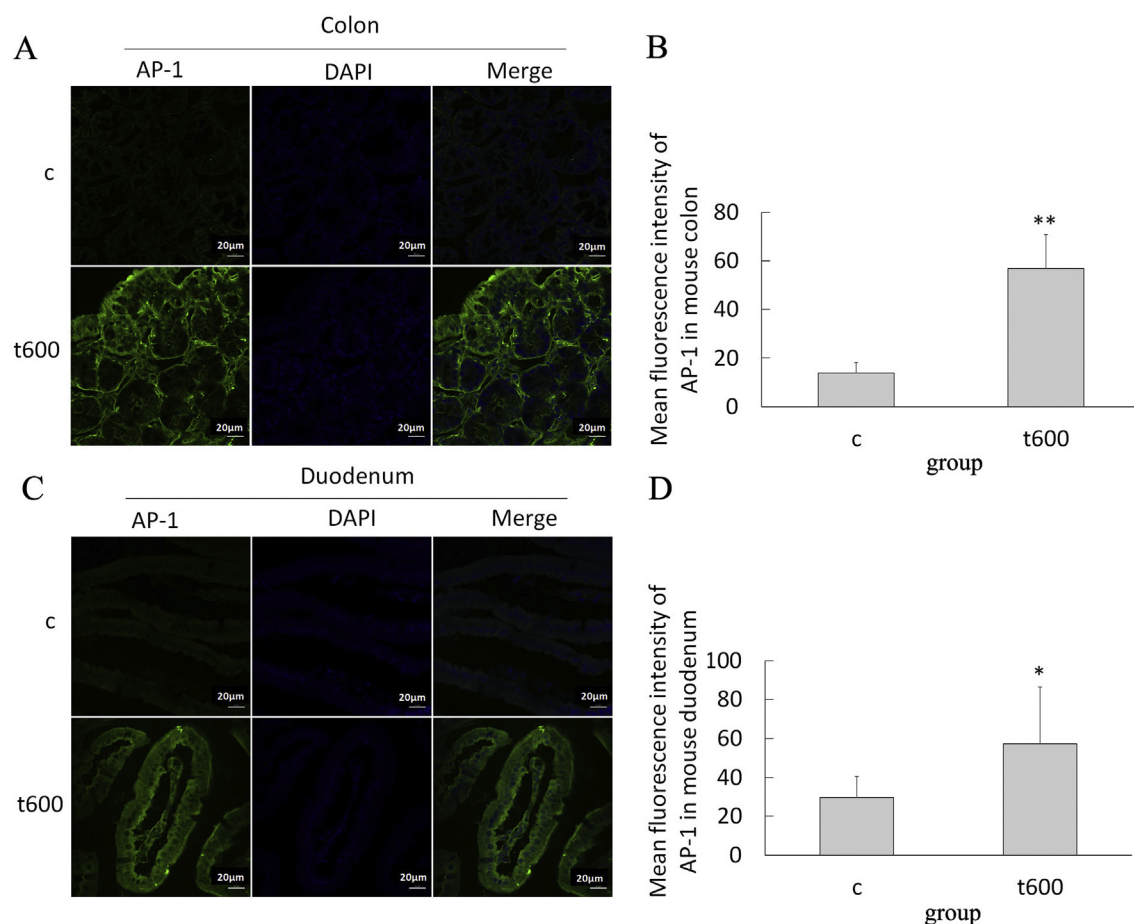 A
Colon
AP-1 DAPI Merge
c
20μm 20μm 20μm
t600
20μm 20μm 20μm
B
Mean fluorescence intensity of
AP-1 in mouse colon
80
60
40
20
0
**
c t600
group
C
Duodenum
AP-1 DAPI Merge
c
20μm 20μm 20μm
t600
20μm 20μm 20μm
D
Mean fluorescence intensity of
AP-1 in mouse duodenum
100
80
60
40
20
0
*
c t600
group